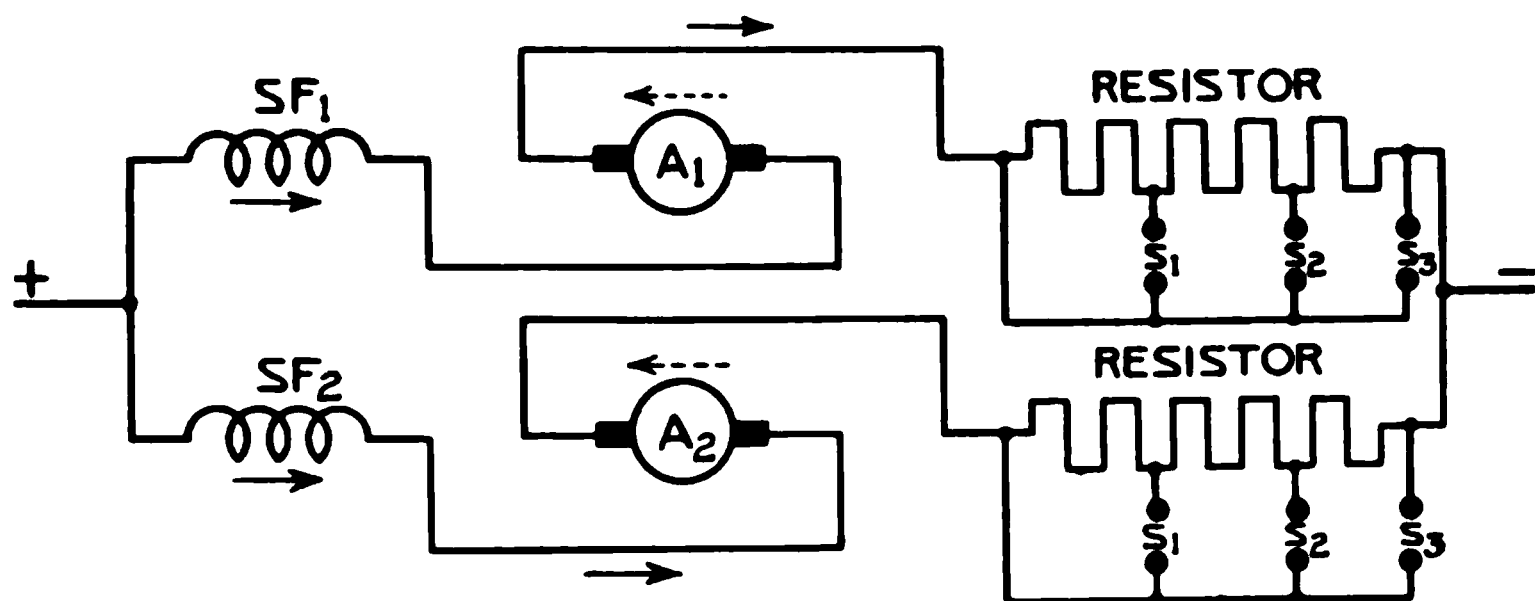 SF1
A1
RESISTOR
S1 S2 S3
+ −
SF2
A2
RESISTOR
S1 S2 S3